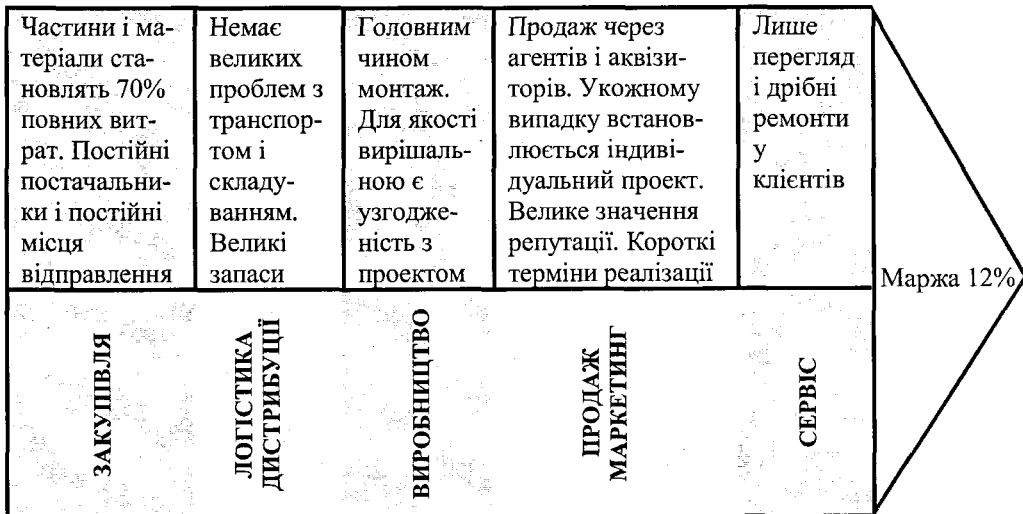 Частини і ма-
теріали ста-
новлять 70%
повних вит-
рат. Постійні
постачальни-
ки і постійні
місця
відправлення
Немає
великих
проблем з
транспор-
том і
складу-
ванням.
Великі
запаси
Головним
чином
монтаж.
Для якості
вирішаль-
ною є
узгодже-
ність з
проектом
Продаж через
агентів і аквізи-
торів. Укожному
випадку встанов-
люється індиві-
дуальний проект.
Велике значення
репутації. Короткі
терміни реалізації
Лише
перегляд
і дрібні
ремонти
у
клієнтів
Маржа 12%
ЗАКУПІВЛЯ
ЛОГІСТИКА
ДИСТРИБУЦІЇ
ВИРОБНИЦТВО
ПРОДАЖ
МАРКЕТИНГ
СЕРВІС